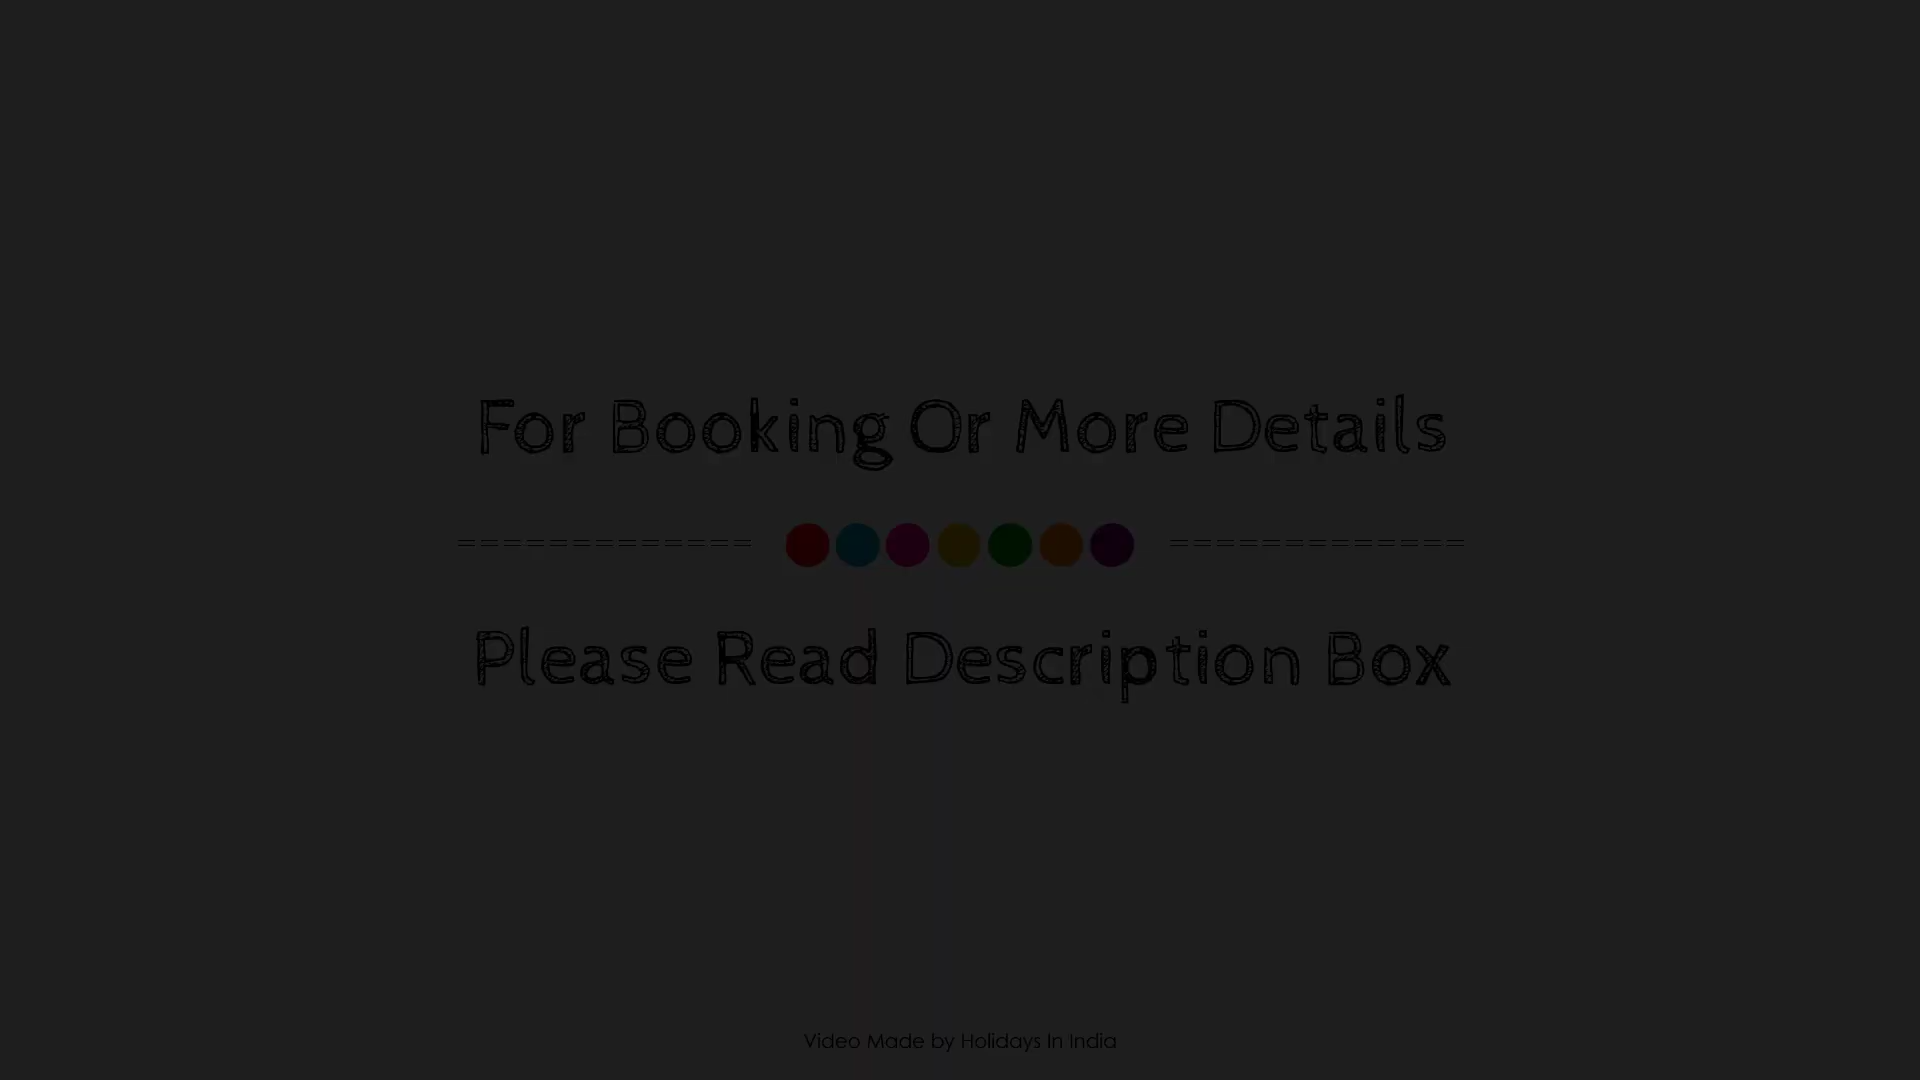 For Booking Or More Details
============= =============
Please Read Description Box
Video Made by Holidays In India